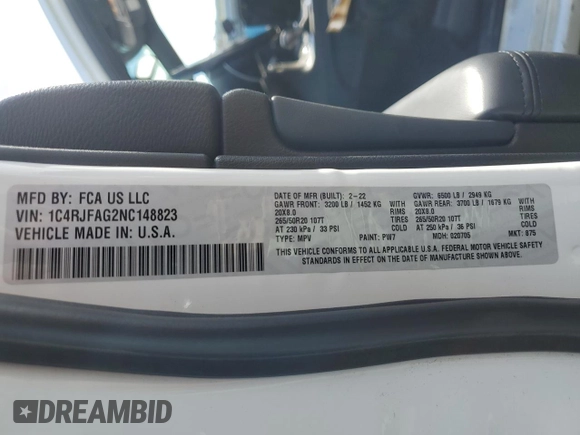 MFD BY: FCA US LLC
VIN: 1C4RJFAG2NC148823
VEHICLE MADE IN: U.S.A.
DATE OF MFR (BUILT): 2-22 GVWR: 6500 LB / 2949 KG
GAWR FRONT: 3200 LB / 1452 KG WITH GAWR REAR: 3700 LB / 1679 KG WITH
20X8.0 RIMS 20X8.0 RIMS
265/50R20 107T TIRES 265/50R20 107T TIRES
AT 230 kPa / 33 PSI COLD AT 250 kPa / 36 PSI COLD
TYPE: MPV PAINT: PW7 MDH: 020705 MKT: 875
THIS VEHICLE CONFORMS TO ALL APPLICABLE U.S.A. FEDERAL MOTOR VEHICLE SAFETY
STANDARDS IN EFFECT ON THE DATE OF MANUFACTURE SHOWN ABOVE.
DREAMBID